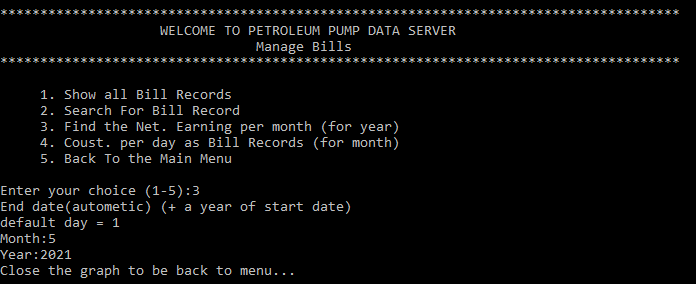 *************************************************************************************
WELCOME TO PETROLEUM PUMP DATA SERVER
Manage Bills
*************************************************************************************
1. Show all Bill Records
2. Search For Bill Record
3. Find the Net. Earning per month (for year)
4. Coust. per day as Bill Records (for month)
5. Back To the Main Menu
Enter your choice (1-5):3
End date(autometic) (+ a year of start date)
default day = 1
Month:5
Year:2021
Close the graph to be back to menu...